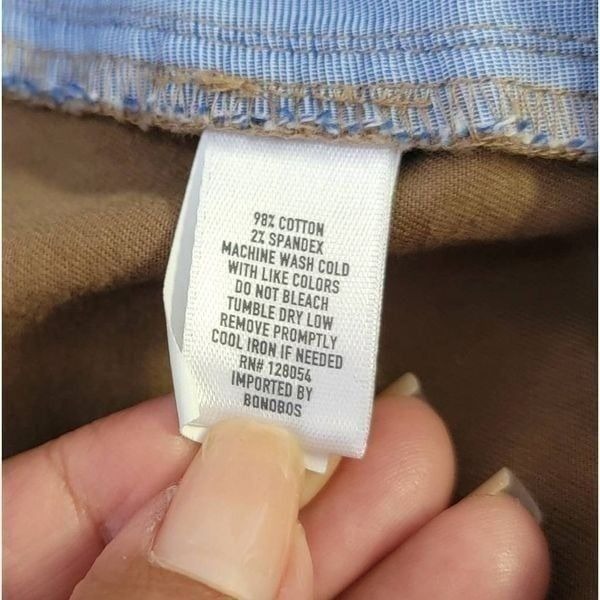 98% COTTON
2% SPANDEX
MACHINE WASH COLD
WITH LIKE COLORS
DO NOT BLEACH
TUMBLE DRY LOW
REMOVE PROMPTLY
COOL IRON IF NEEDED
RN# 128054
IMPORTED BY
BONOBOS